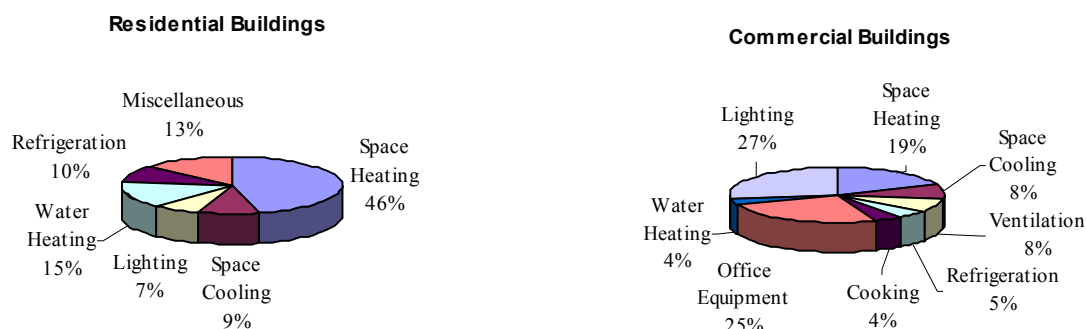 Residential Buildings
Miscellaneous
13%
Refrigeration
10%
Space
Heating
46%
Water
Heating
15%
Lighting
7%
Space
Cooling
9%
Commercial Buildings
Lighting
27%
Space
Heating
19%
Space
Cooling
8%
Ventilation
8%
Water
Heating
4%
Office
Equipment
25%
Cooking
4%
Refrigeration
5%